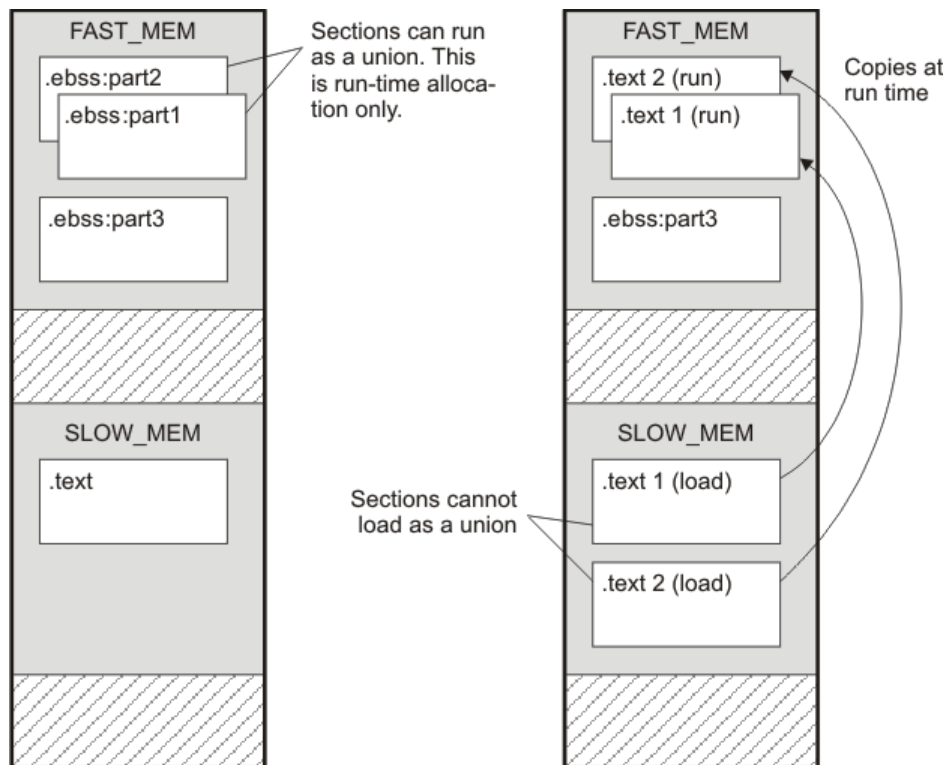 FAST_MEM
.ebss:part2
.ebss:part1
.ebss:part3
SLOW_MEM
.text
Sections can run
as a union. This
is run-time alloca-
tion only.
FAST_MEM
.text 2 (run)
.text 1 (run)
.ebss:part3
Copies at
run time
SLOW_MEM
.text 1 (load)
.text 2 (load)
Sections cannot
load as a union